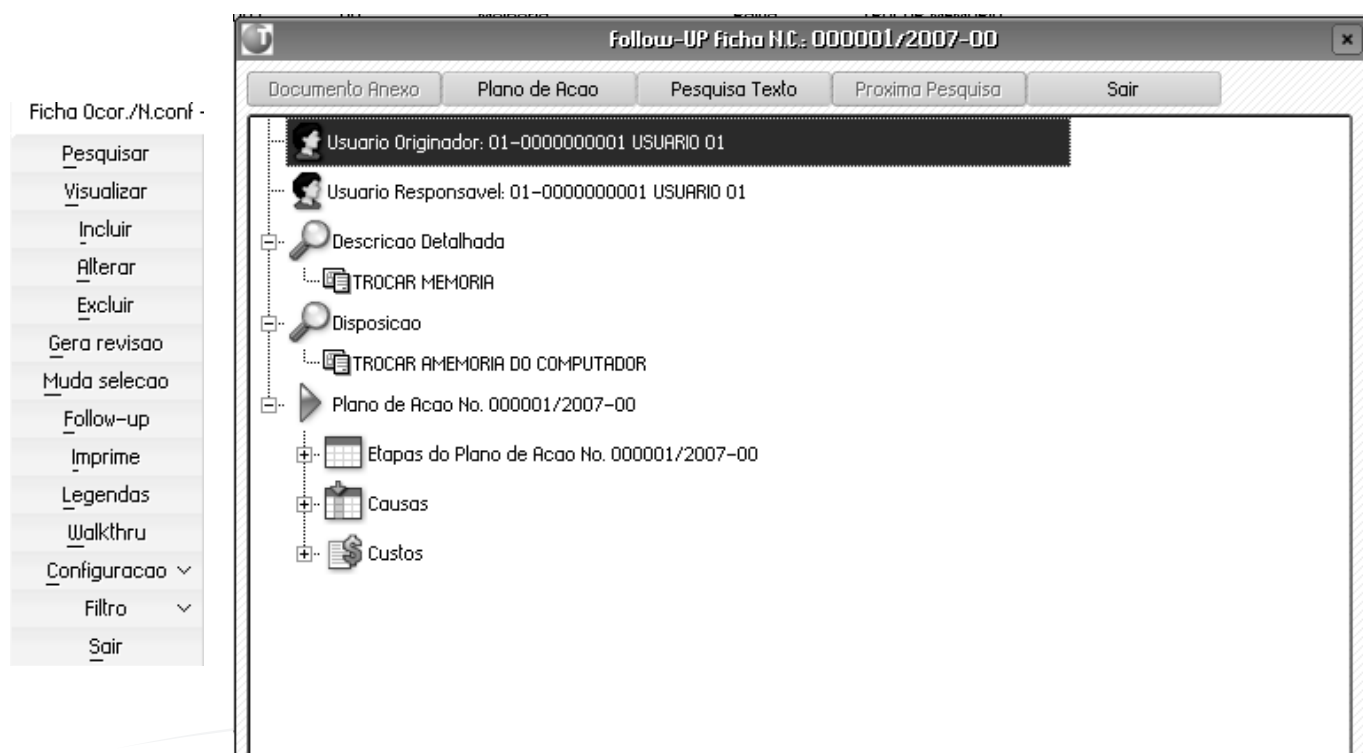 Follow-UP Ficha N.C.: 000001/2007-00
Documento Anexo Plano de Acao Pesquisa Texto Proxima Pesquisa Sair
Ficha Ocor./N.conf -
Pesquisar
Visualizar
Incluir
Alterar
Excluir
Gera revisao
Muda selecao
Follow-up
Imprime
Legendas
Walkthru
Configuracao
Filtro
Sair
Usuario Originador: 01-0000000001 USUARIO 01
Usuario Responsavel: 01-0000000001 USUARIO 01
Descricao Detalhada
TROCAR MEMORIA
Disposicao
TROCAR AMEMORIA DO COMPUTADOR
Plano de Acao No. 000001/2007-00
Etapas do Plano de Acao No. 000001/2007-00
Causas
Custos